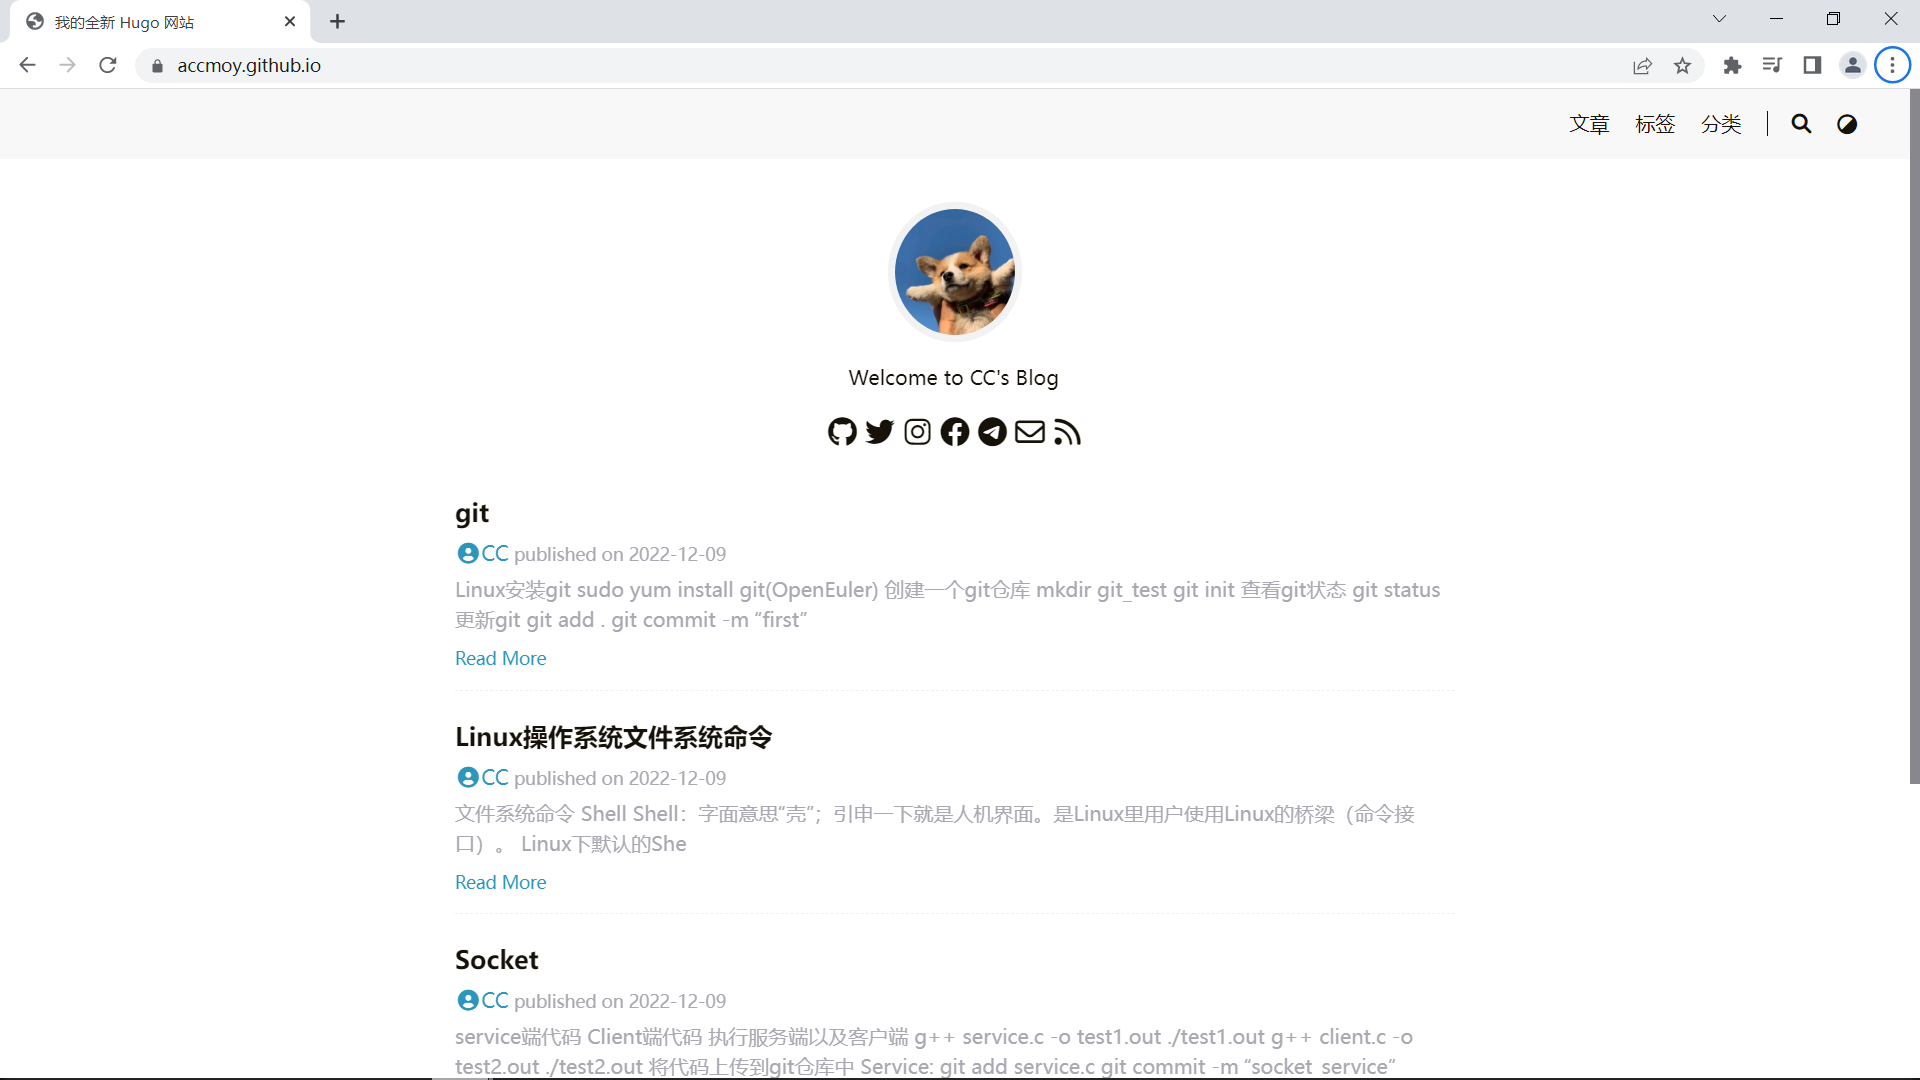 我的全新 Hugo 网站
accmoy.github.io
文章 标签 分类
Welcome to CC's Blog
git
CC published on 2022-12-09
Linux安装git sudo yum install git(OpenEuler) 创建一个git仓库 mkdir git_test git init 查看git状态 git status
更新git git add . git commit -m “first”
Read More
Linux操作系统文件系统命令
CC published on 2022-12-09
文件系统命令 Shell Shell：字面意思“壳”；引申一下就是人机界面。是Linux里用户使用Linux的桥梁（命令接
口）。 Linux下默认的She
Read More
Socket
CC published on 2022-12-09
service端代码 Client端代码 执行服务端以及客户端 g++ service.c -o test1.out ./test1.out g++ client.c -o
test2.out ./test2.out 将代码上传到git仓库中 Service: git add service.c git commit -m “socket_service”